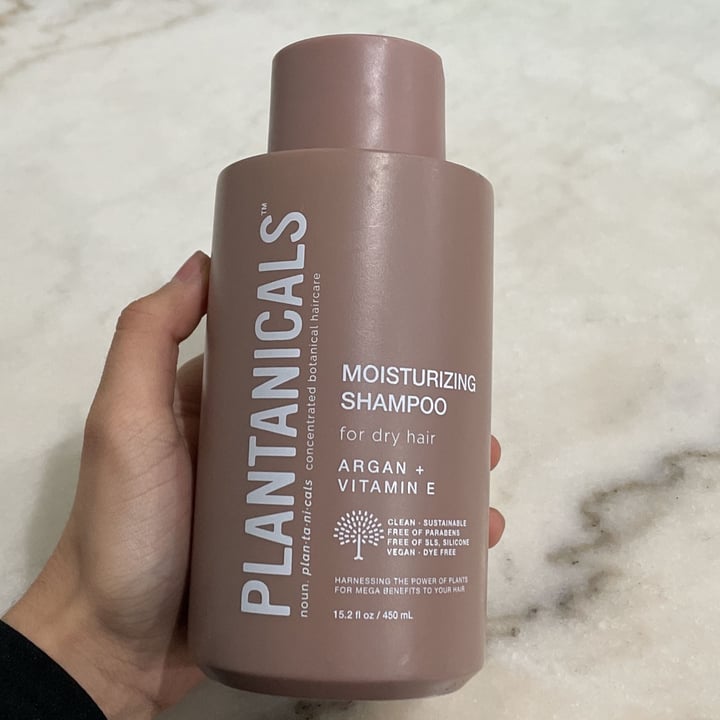 PLANTANICALS™
noun. plan·ta·ni·cals concentrated botanical haircare
MOISTURIZING
SHAMPOO
for dry hair
ARGAN +
VITAMIN E
CLEAN · SUSTAINABLE
FREE OF PARABENS
FREE OF SLS, SILICONE
VEGAN · DYE FREE
HARNESSING THE POWER OF PLANTS
FOR MEGA BENEFITS TO YOUR HAIR
15.2 fl oz / 450 mL